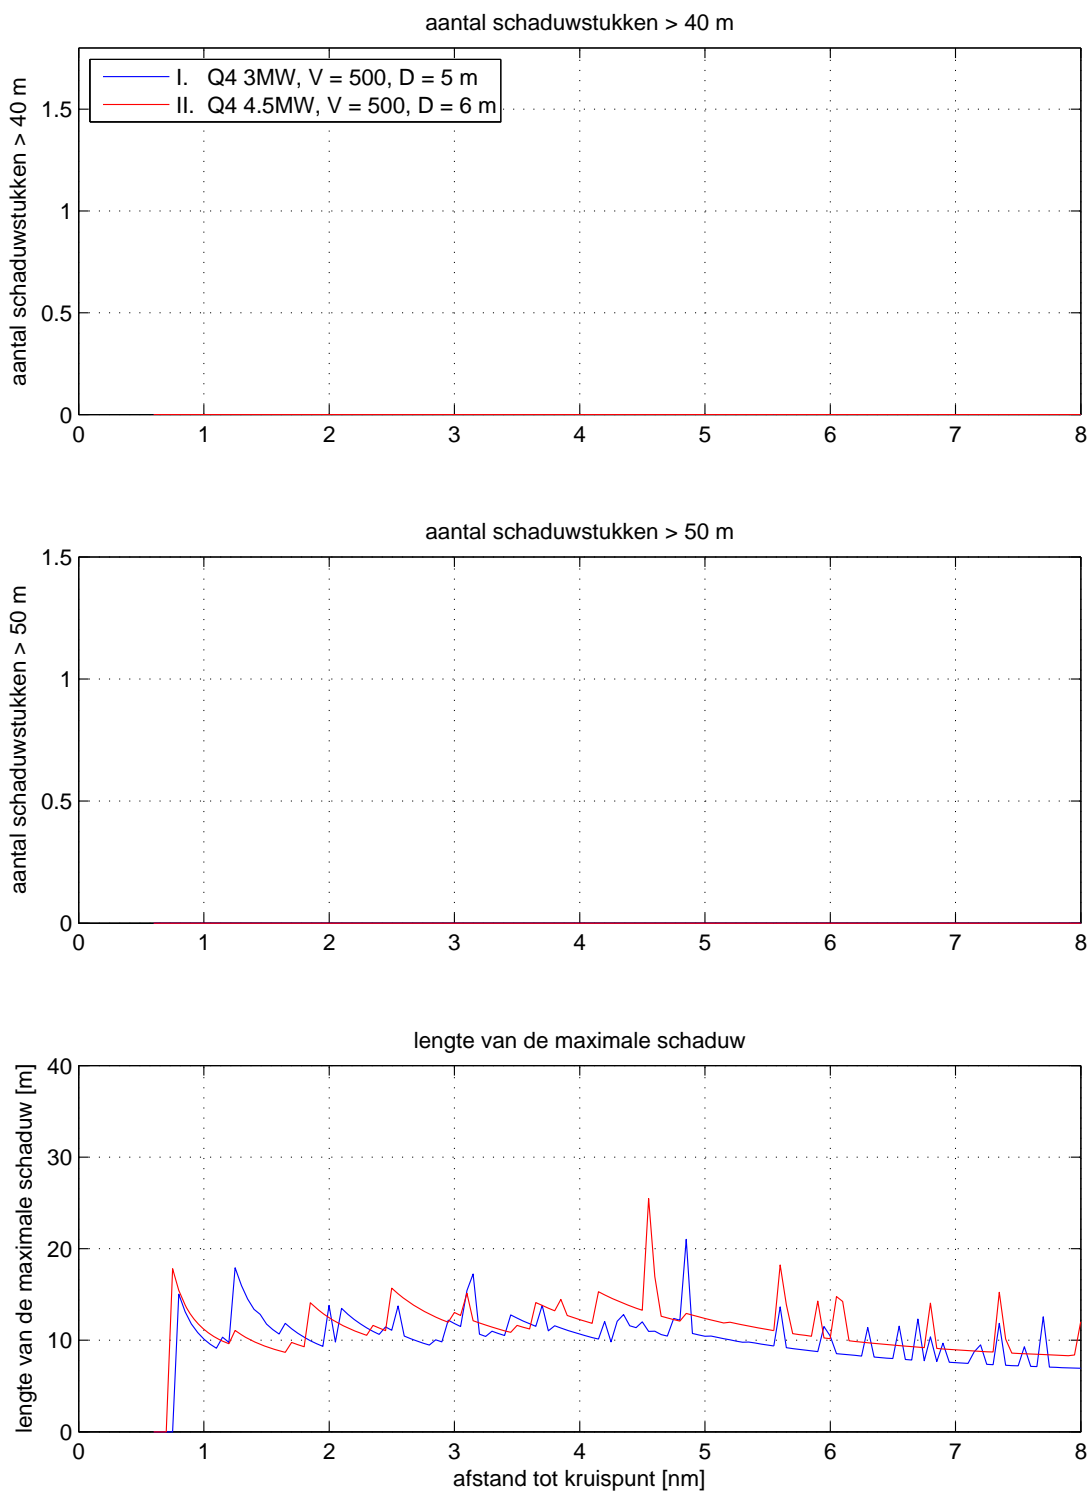 aantal schaduwstukken > 40 m
aantal schaduwstukken > 40 m
I. Q4 3MW, V = 500, D = 5 m
II. Q4 4.5MW, V = 500, D = 6 m
1.5
1
0.5
0
0 1 2 3 4 5 6 7 8
aantal schaduwstukken > 50 m
aantal schaduwstukken > 50 m
1.5
1
0.5
0
0 1 2 3 4 5 6 7 8
lengte van de maximale schaduw
lengte van de maximale schaduw [m]
40
30
20
10
0
0 1 2 3 4 5 6 7 8
afstand tot kruispunt [nm]